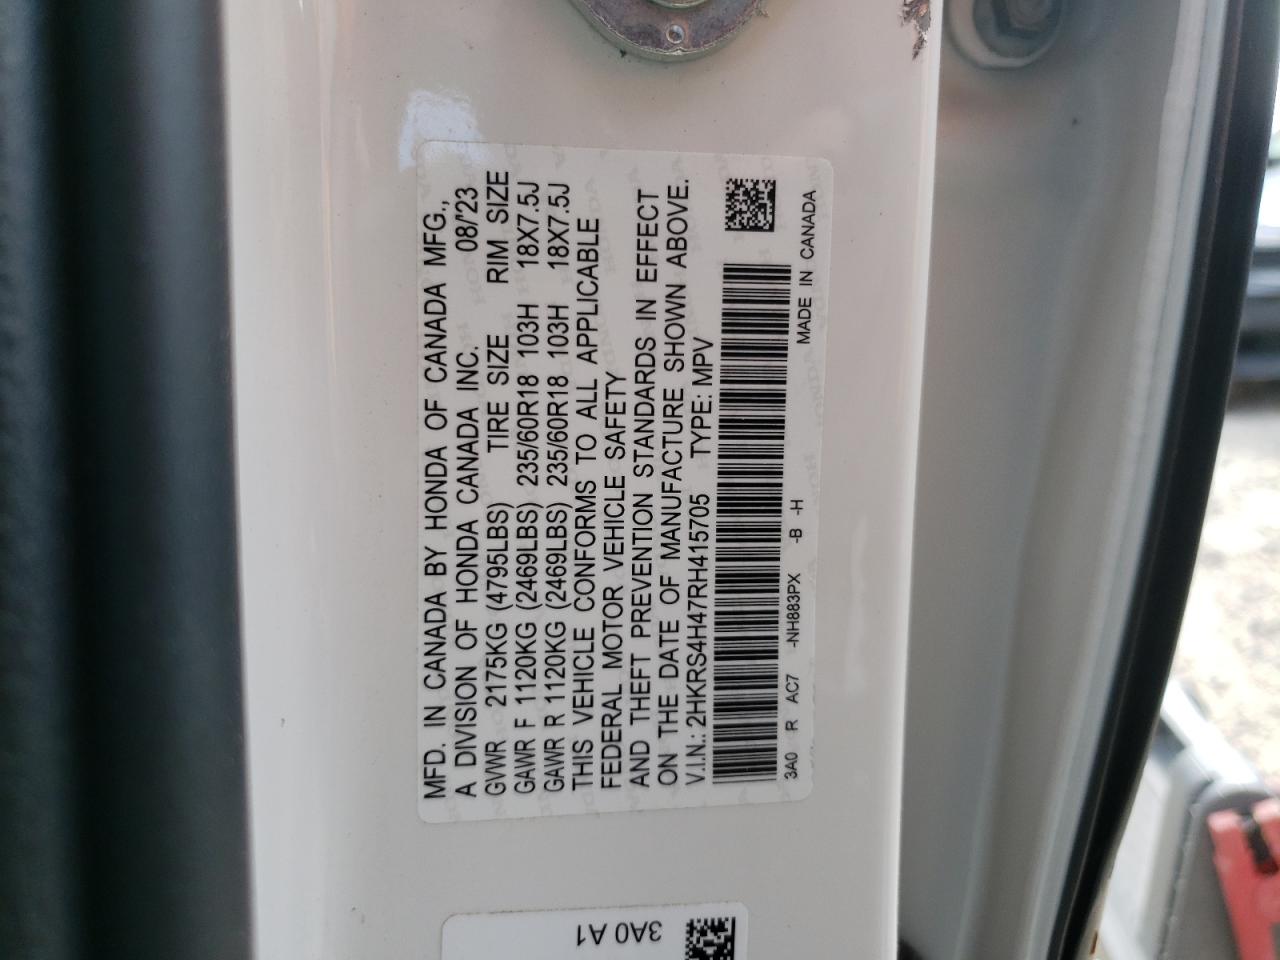 MFD. IN CANADA BY HONDA OF CANADA MFG.,
A DIVISION OF HONDA CANADA INC. 08/'23
GVWR 2175KG (4795LBS) TIRE SIZE RIM SIZE
GAWR F 1120KG (2469LBS) 235/60R18 103H 18X7.5J
GAWR R 1120KG (2469LBS) 235/60R18 103H 18X7.5J
THIS VEHICLE CONFORMS TO ALL APPLICABLE
FEDERAL MOTOR VEHICLE SAFETY
AND THEFT PREVENTION STANDARDS IN EFFECT
ON THE DATE OF MANUFACTURE SHOWN ABOVE.
V.I.N.: 2HKRS4H47RH415705 TYPE: MPV
3A0 R AC7 -NH883PX -B -H MADE IN CANADA
3A0 A1